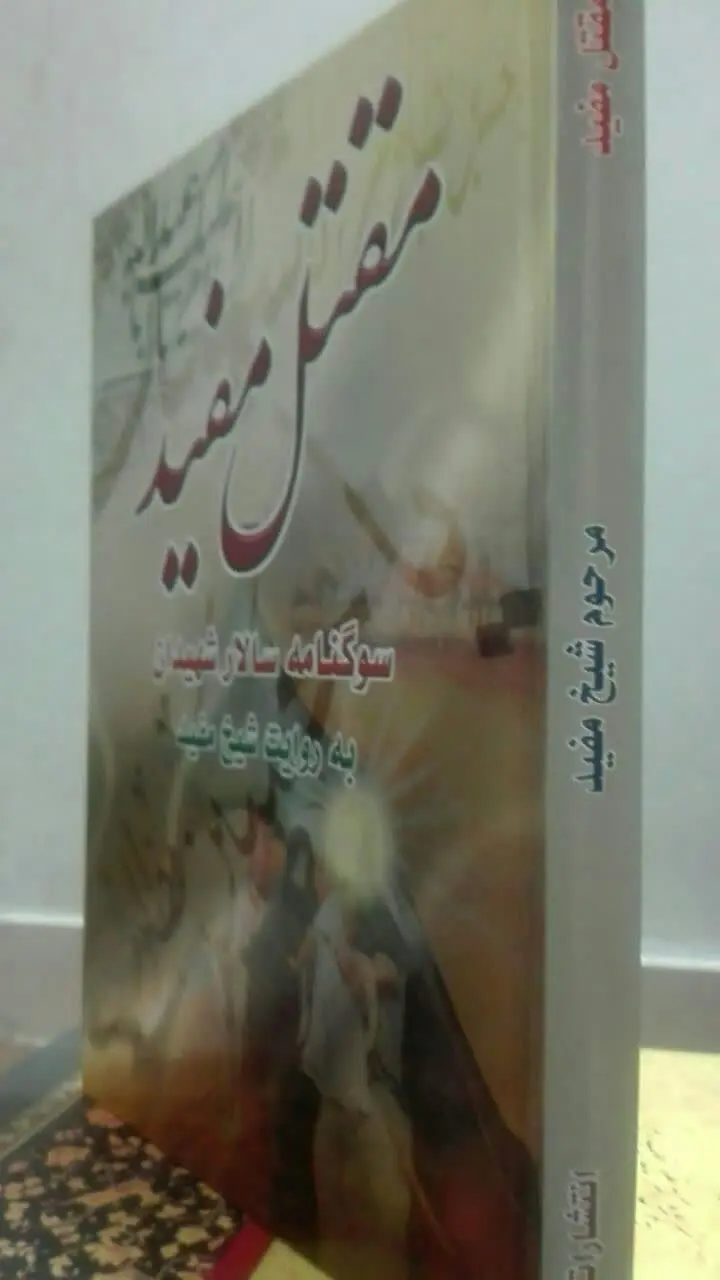 مقتل مفید
سوگنامه سالار شهیدان
به روایت شیخ مفید
مقتل مفید
مرحوم شیخ مفید
انتشارات